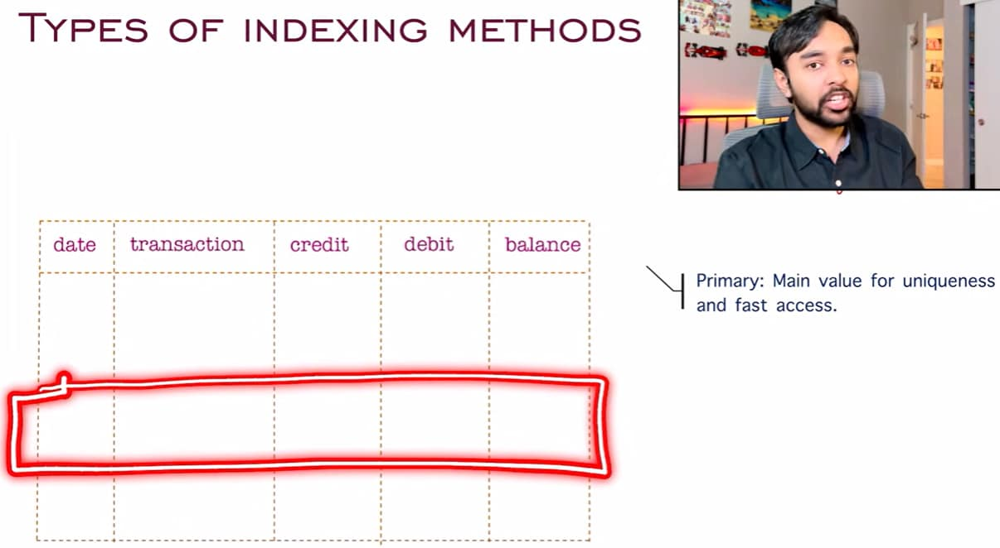 TYPES OF INDEXING METHODS
date transaction credit debit balance
Primary: Main value for uniqueness
and fast access.